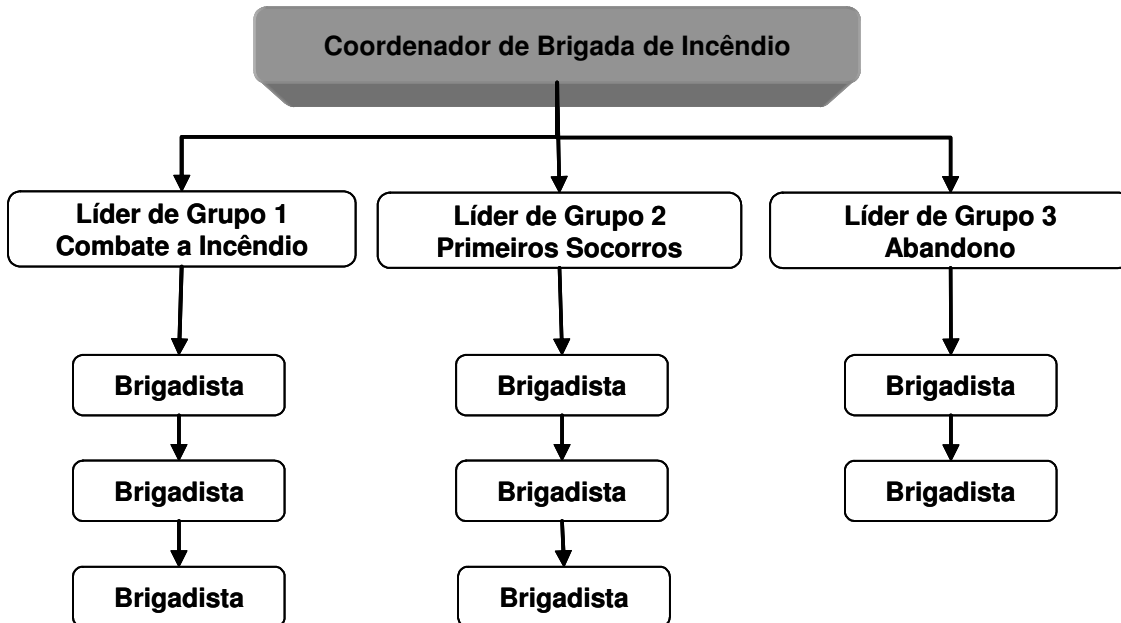 Coordenador de Brigada de Incêndio
Líder de Grupo 1
Combate a Incêndio
Líder de Grupo 2
Primeiros Socorros
Líder de Grupo 3
Abandono
Brigadista
Brigadista
Brigadista
Brigadista
Brigadista
Brigadista
Brigadista
Brigadista